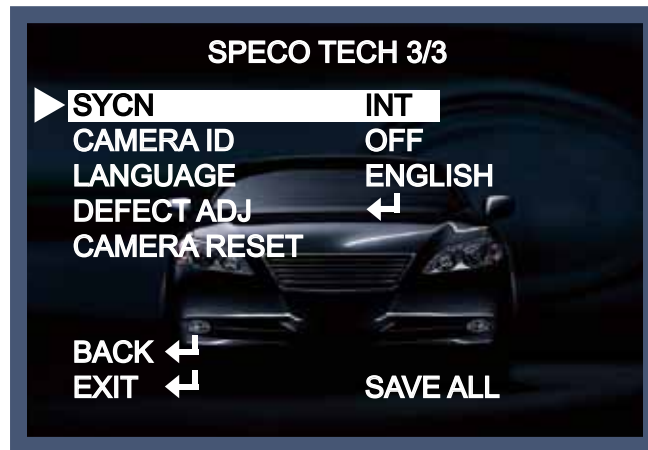 SPECO TECH 3/3
SYCN INT
CAMERA ID OFF
LANGUAGE ENGLISH
DEFECT ADJ ↵
CAMERA RESET
BACK ↵
EXIT ↵ SAVE ALL